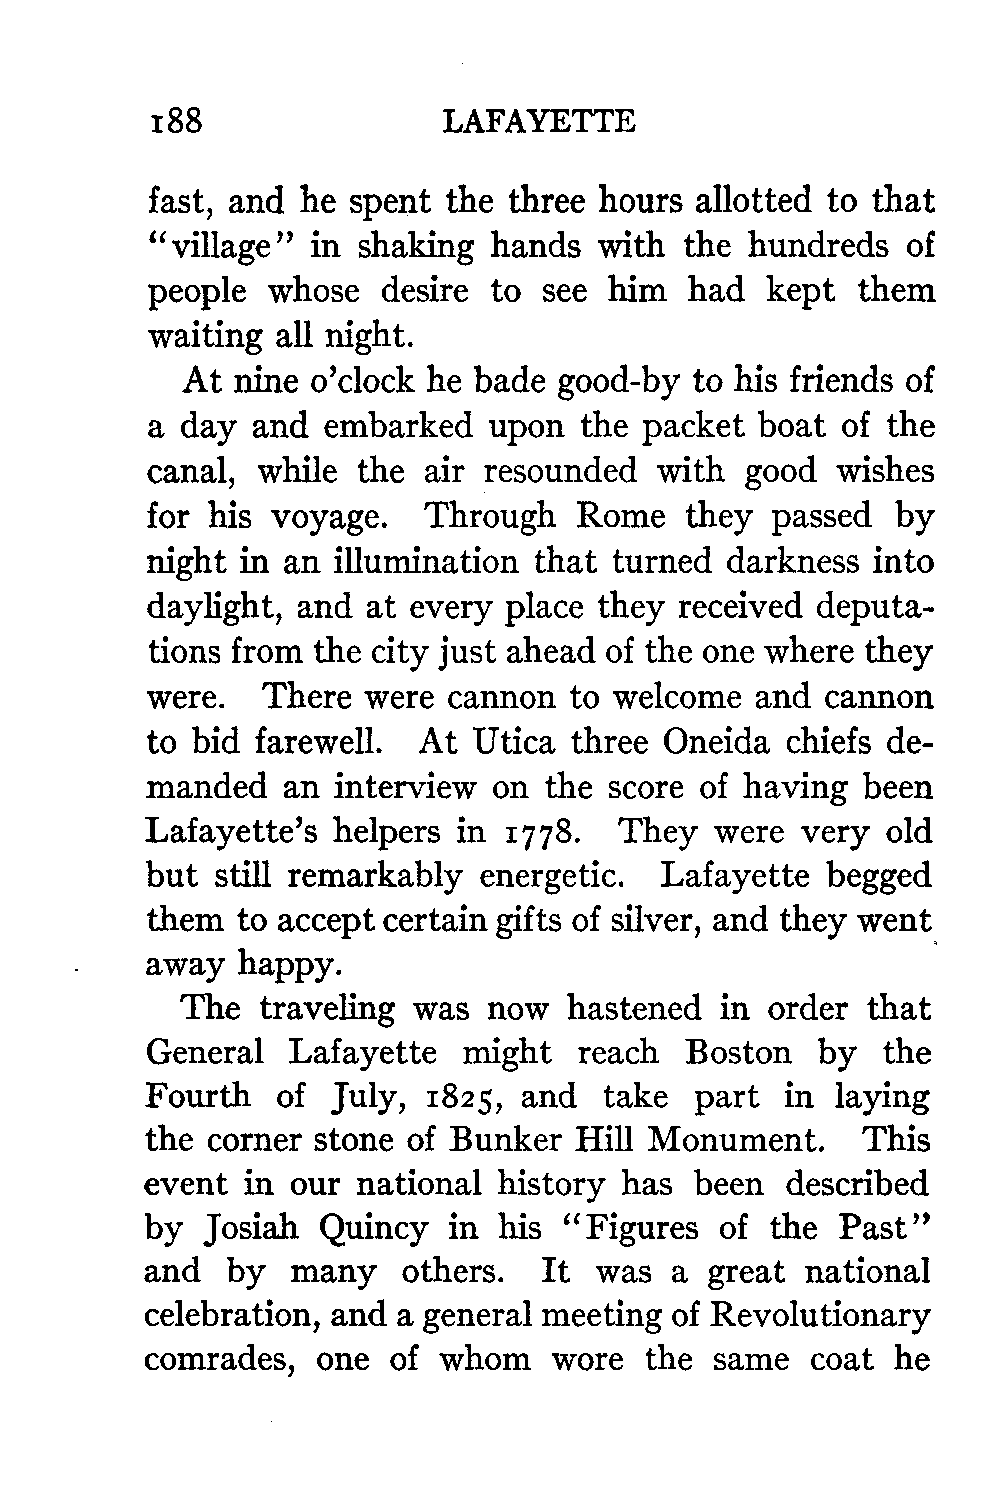 188 LAFAYETTE
fast, and he spent the three hours allotted to that
“village” in shaking hands with the hundreds of
people whose desire to see him had kept them
waiting all night.
At nine o’clock he bade good-by to his friends of
a day and embarked upon the packet boat of the
canal, while the air resounded with good wishes
for his voyage. Through Rome they passed by
night in an illumination that turned darkness into
daylight, and at every place they received deputa-
tions from the city just ahead of the one where they
were. There were cannon to welcome and cannon
to bid farewell. At Utica three Oneida chiefs de-
manded an interview on the score of having been
Lafayette’s helpers in 1778. They were very old
but still remarkably energetic. Lafayette begged
them to accept certain gifts of silver, and they went
away happy.
The traveling was now hastened in order that
General Lafayette might reach Boston by the
Fourth of July, 1825, and take part in laying
the corner stone of Bunker Hill Monument. This
event in our national history has been described
by Josiah Quincy in his “Figures of the Past”
and by many others. It was a great national
celebration, and a general meeting of Revolutionary
comrades, one of whom wore the same coat he